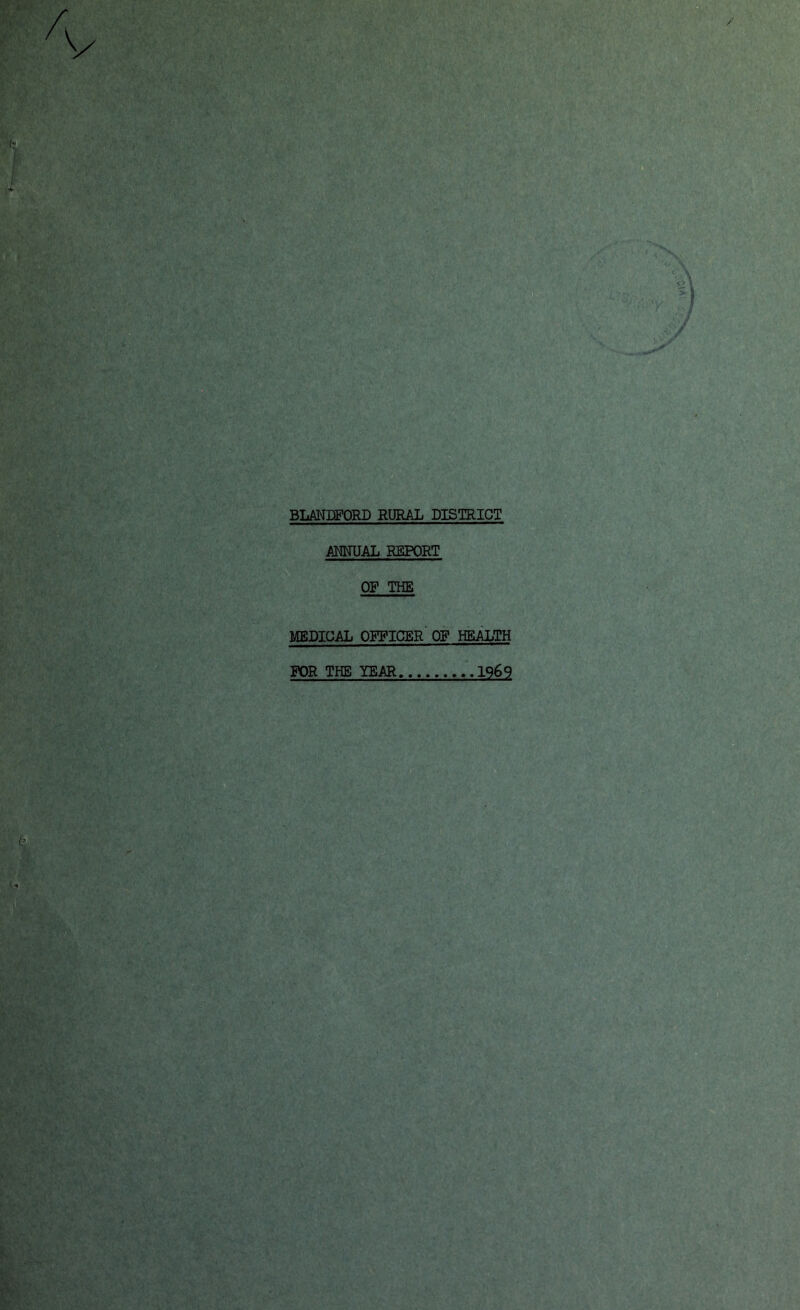 BLANDFORD RURAL DISTRICT
ANNUAL REPORT
OF THE
MEDICAL OFFICER OF HEALTH
FOR THE YEAR.........1969